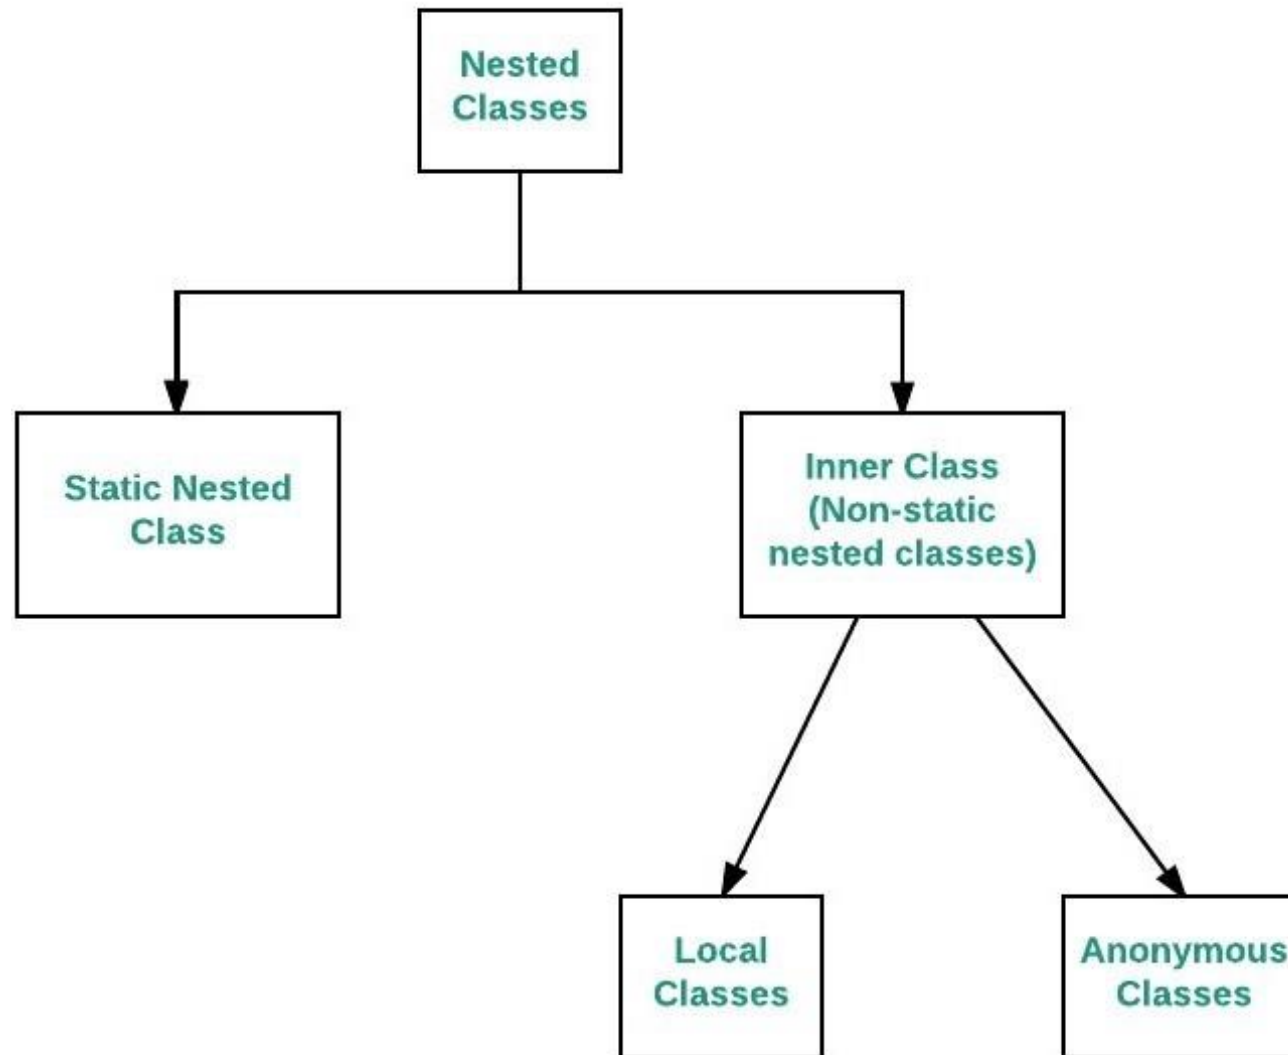 Nested
Classes
Static Nested
Class
Inner Class
(Non-static
nested classes)
Local
Classes
Anonymous
Classes